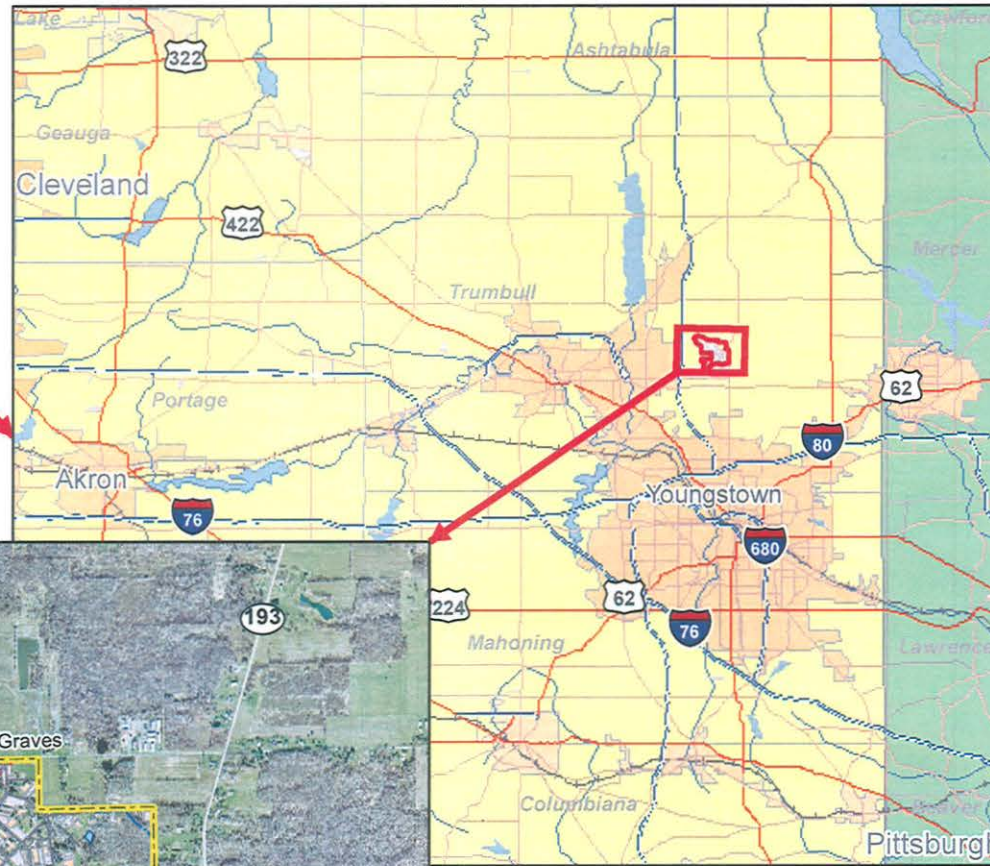 Lake
322
Ashtabula
Crawford
Geauga
Cleveland
422
Mercer
Trumbull
62
Portage
80
Akron
Youngstown
76
680
193
224
62
76
Mahoning
Lawrence
Graves
Columbiana
Beaver
Pittsburgh